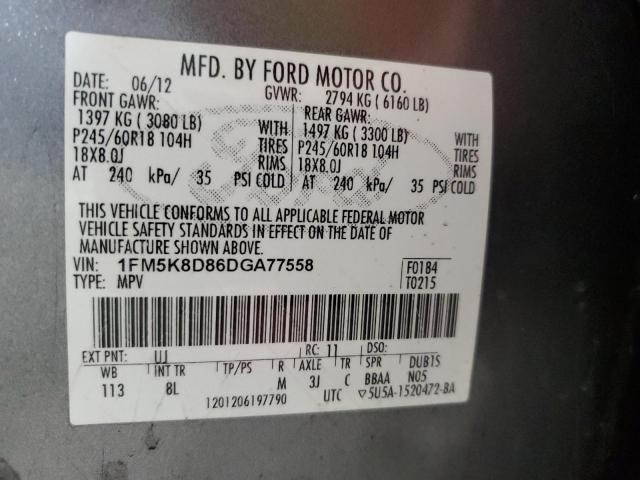 MFD. BY FORD MOTOR CO.
DATE: 06/12 GVWR: 2794 KG ( 6160 LB)
FRONT GAWR: REAR GAWR:
1397 KG ( 3080 LB) WITH 1497 KG ( 3300 LB) WITH
P245/60R18 104H TIRES P245/60R18 104H TIRES
18X8.0J RIMS 18X8.0J RIMS
AT 240 kPa/ 35 PSI COLD AT 240 kPa/ 35 PSI COLD
THIS VEHICLE CONFORMS TO ALL APPLICABLE FEDERAL MOTOR
VEHICLE SAFETY STANDARDS IN EFFECT ON THE DATE OF
MANUFACTURE SHOWN ABOVE.
VIN: 1FM5K8D86DGA77558 F0184
TYPE: MPV T0215
EXT PNT: UJ RC: 11 DSO:
WB INT TR TP/PS R AXLE TR SPR DUB1S
113 8L M 3J C BBAA N05
1201206197790 UTC ▽5U5A-1520472-BA